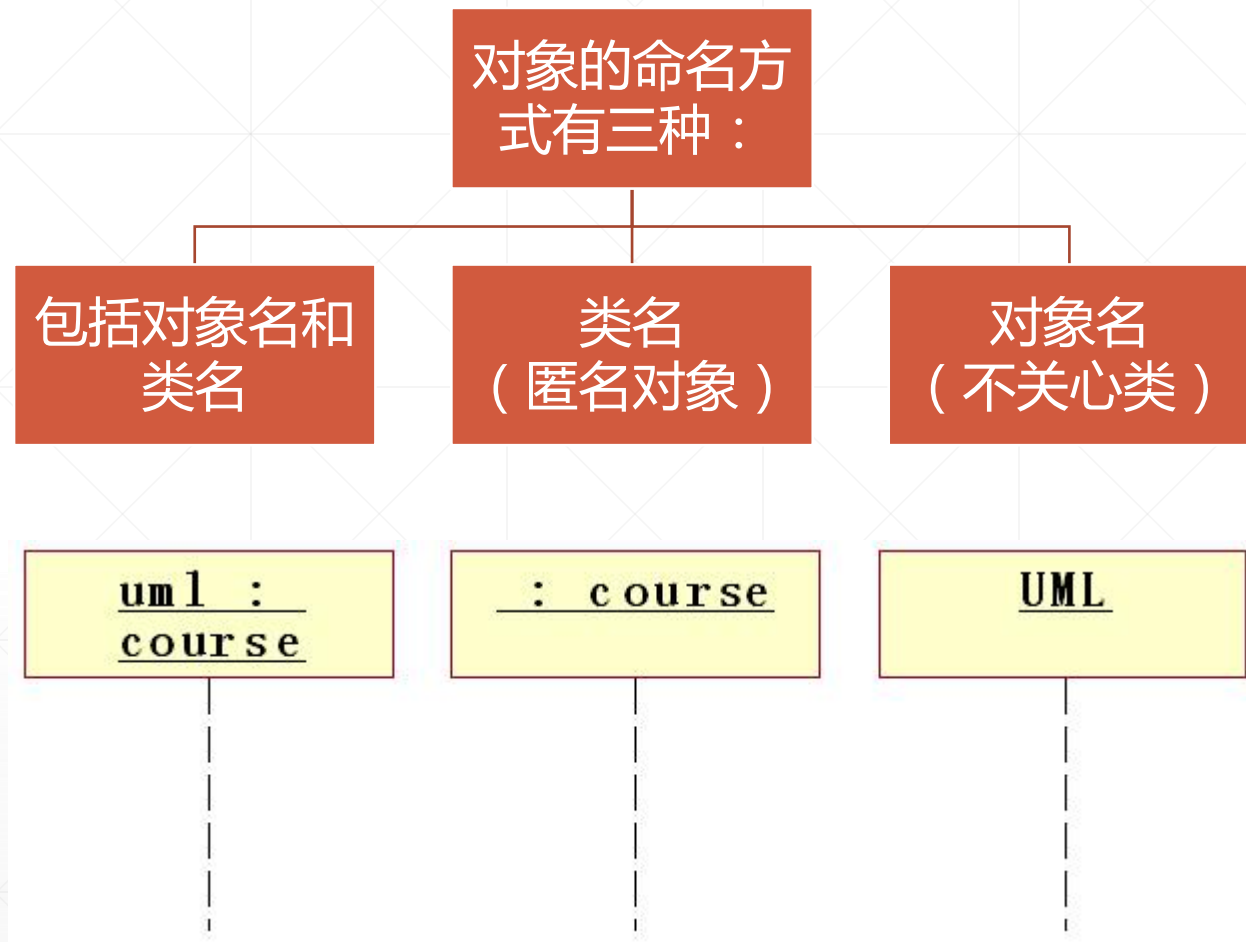 对象的命名方
式有三种：
包括对象名和
类名
类名
（匿名对象）
对象名
（不关心类）
uml :
course
: course
UML